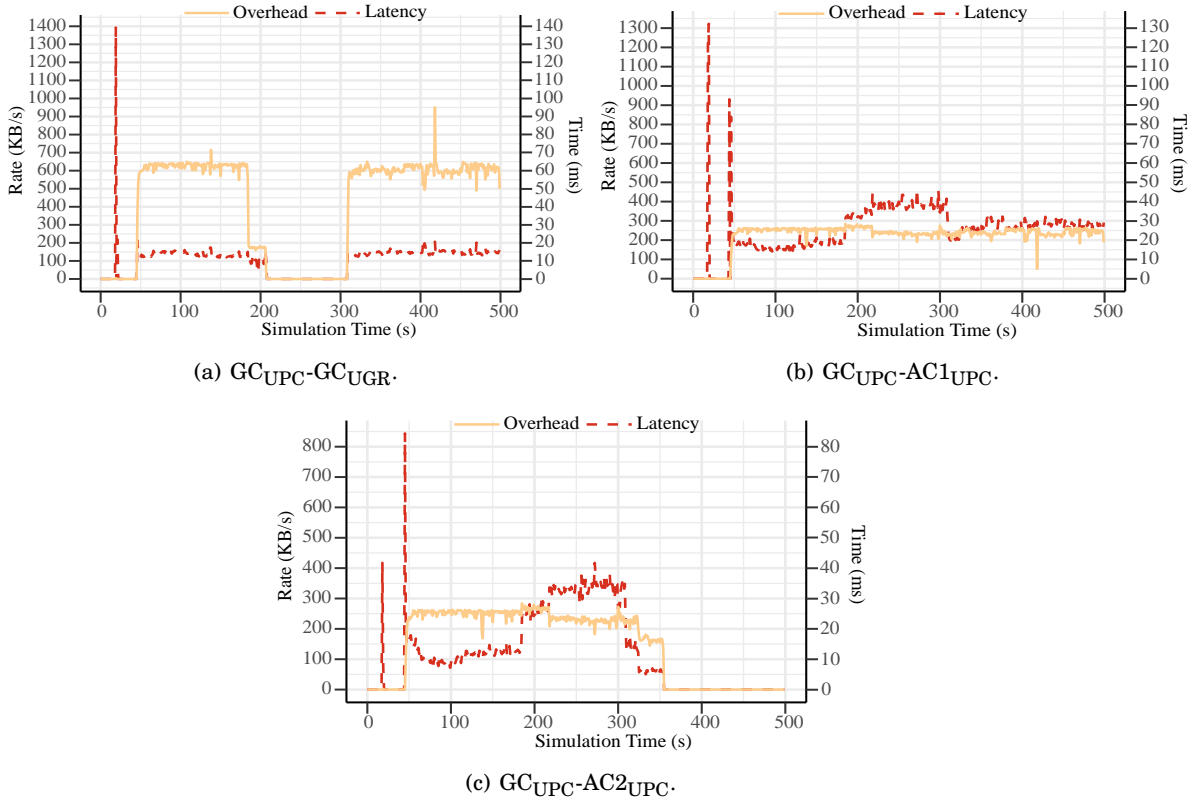 Overhead Latency
1400 140
1300 130
1200 120
1100 110
1000 100
900 90
800 80
700 70
600 60
500 50
400 40
300 30
200 20
100 10
0 0
Rate (KB/s)
Time (ms)
0 100 200 300 400 500
Simulation Time (s)
(a) GCUPC-GCUGR.
Overhead Latency
1300 130
1200 120
1100 110
1000 100
900 90
800 80
700 70
600 60
500 50
400 40
300 30
200 20
100 10
0 0
Rate (KB/s)
Time (ms)
0 100 200 300 400 500
Simulation Time (s)
(b) GCUPC-AC1UPC.
Overhead Latency
800 80
700 70
600 60
500 50
400 40
300 30
200 20
100 10
0 0
Rate (KB/s)
Time (ms)
0 100 200 300 400 500
Simulation Time (s)
(c) GCUPC-AC2UPC.